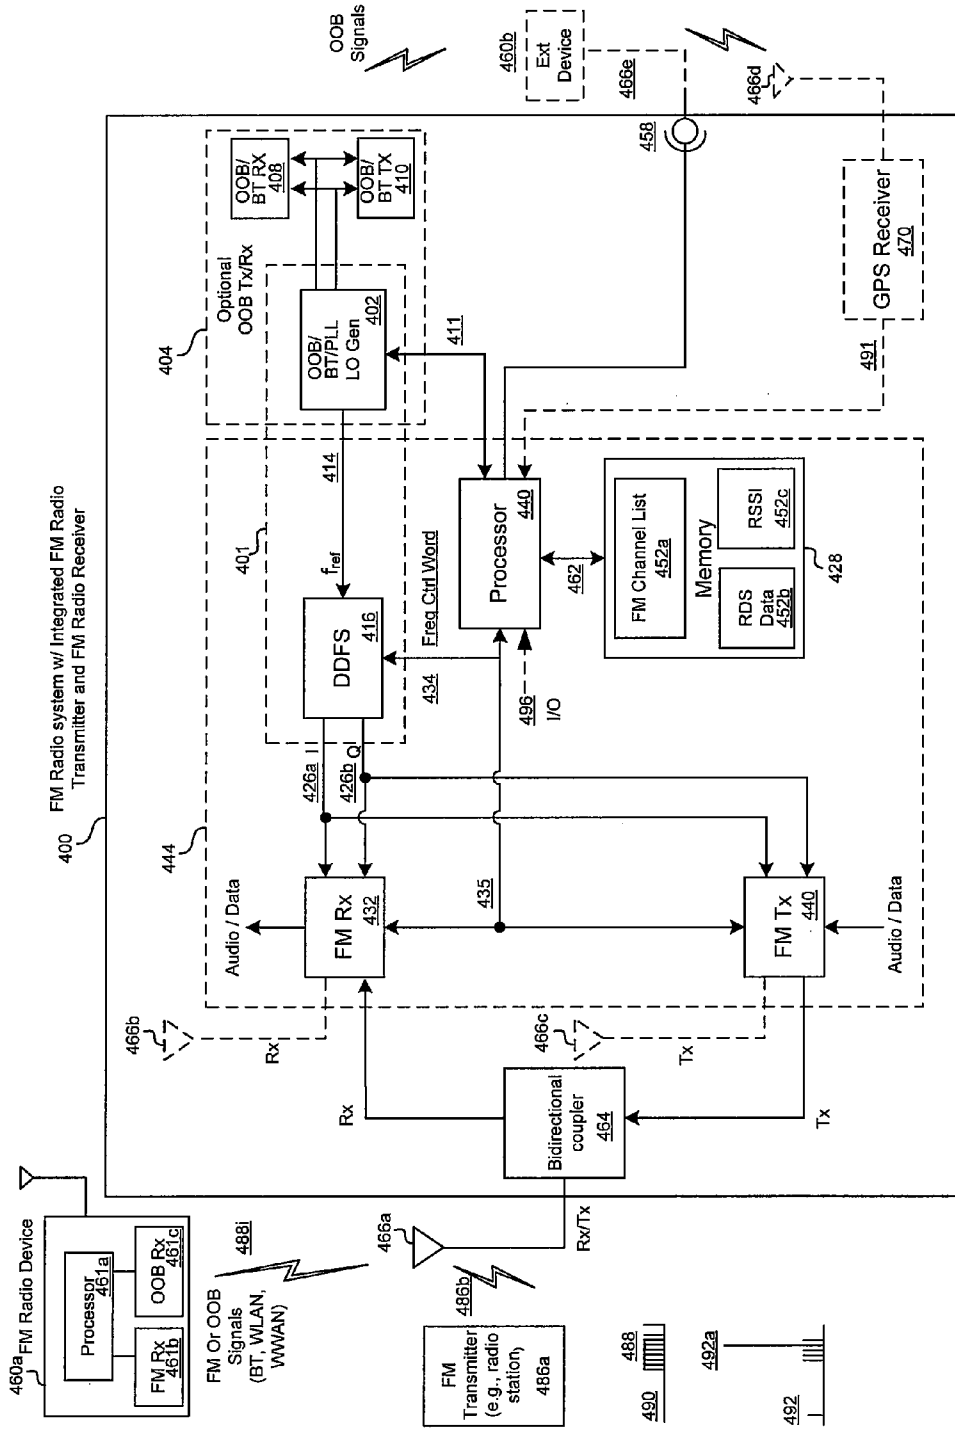 FM Radio system w/ Integrated FM Radio
Transmitter and FM Radio Receiver
400
444
404
401
OOB
Signals
Optional
OOB Tx/Rx
OOB/
BT RX
408
OOB/
BT TX
410
OOB/
BT/PLL
LO Gen
402
411
414
fref
DDFS
416
434
Freq Ctrl Word
426a I
426b Q
Audio / Data
FM Rx
432
435
FM Tx
440
Audio / Data
Processor
440
496
I/O
462
FM Channel List
452a
Memory
RDS
Data
452b
RSSI
452c
428
460b
Ext
Device
466e
458
466d
GPS Receiver
470
491
466b
Rx
466c
Tx
Rx
Bidirectional
coupler
464
Tx
Rx/Tx
466a
460a
FM Radio Device
Processor
461a
FM Rx
461b
OOB Rx
461c
FM Or OOB
Signals
(BT, WLAN,
WWAN)
488i
486b
FM
Transmitter
(e.g., radio
station)
486a
490
488
492
492a